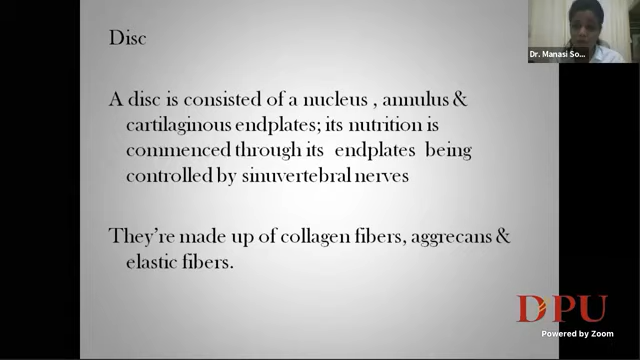 Disc
A disc is consisted of a nucleus , annulus &
cartilaginous endplates; its nutrition is
commenced through its endplates being
controlled by sinuvertebral nerves
They're made up of collagen fibers, aggrecans &
elastic fibers.
Dr. Manasi So...
DPU
Powered by Zoom